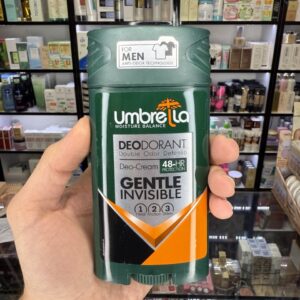 FOR
MEN
ANTI-ODOR TECHNOLOGY
umbrella
MOISTURE BALANCE
DEODORANT
Double Odor Defense
Deo-Cream 48-HR
PROTECTION
GENTLE
INVISIBLE
1 2 3